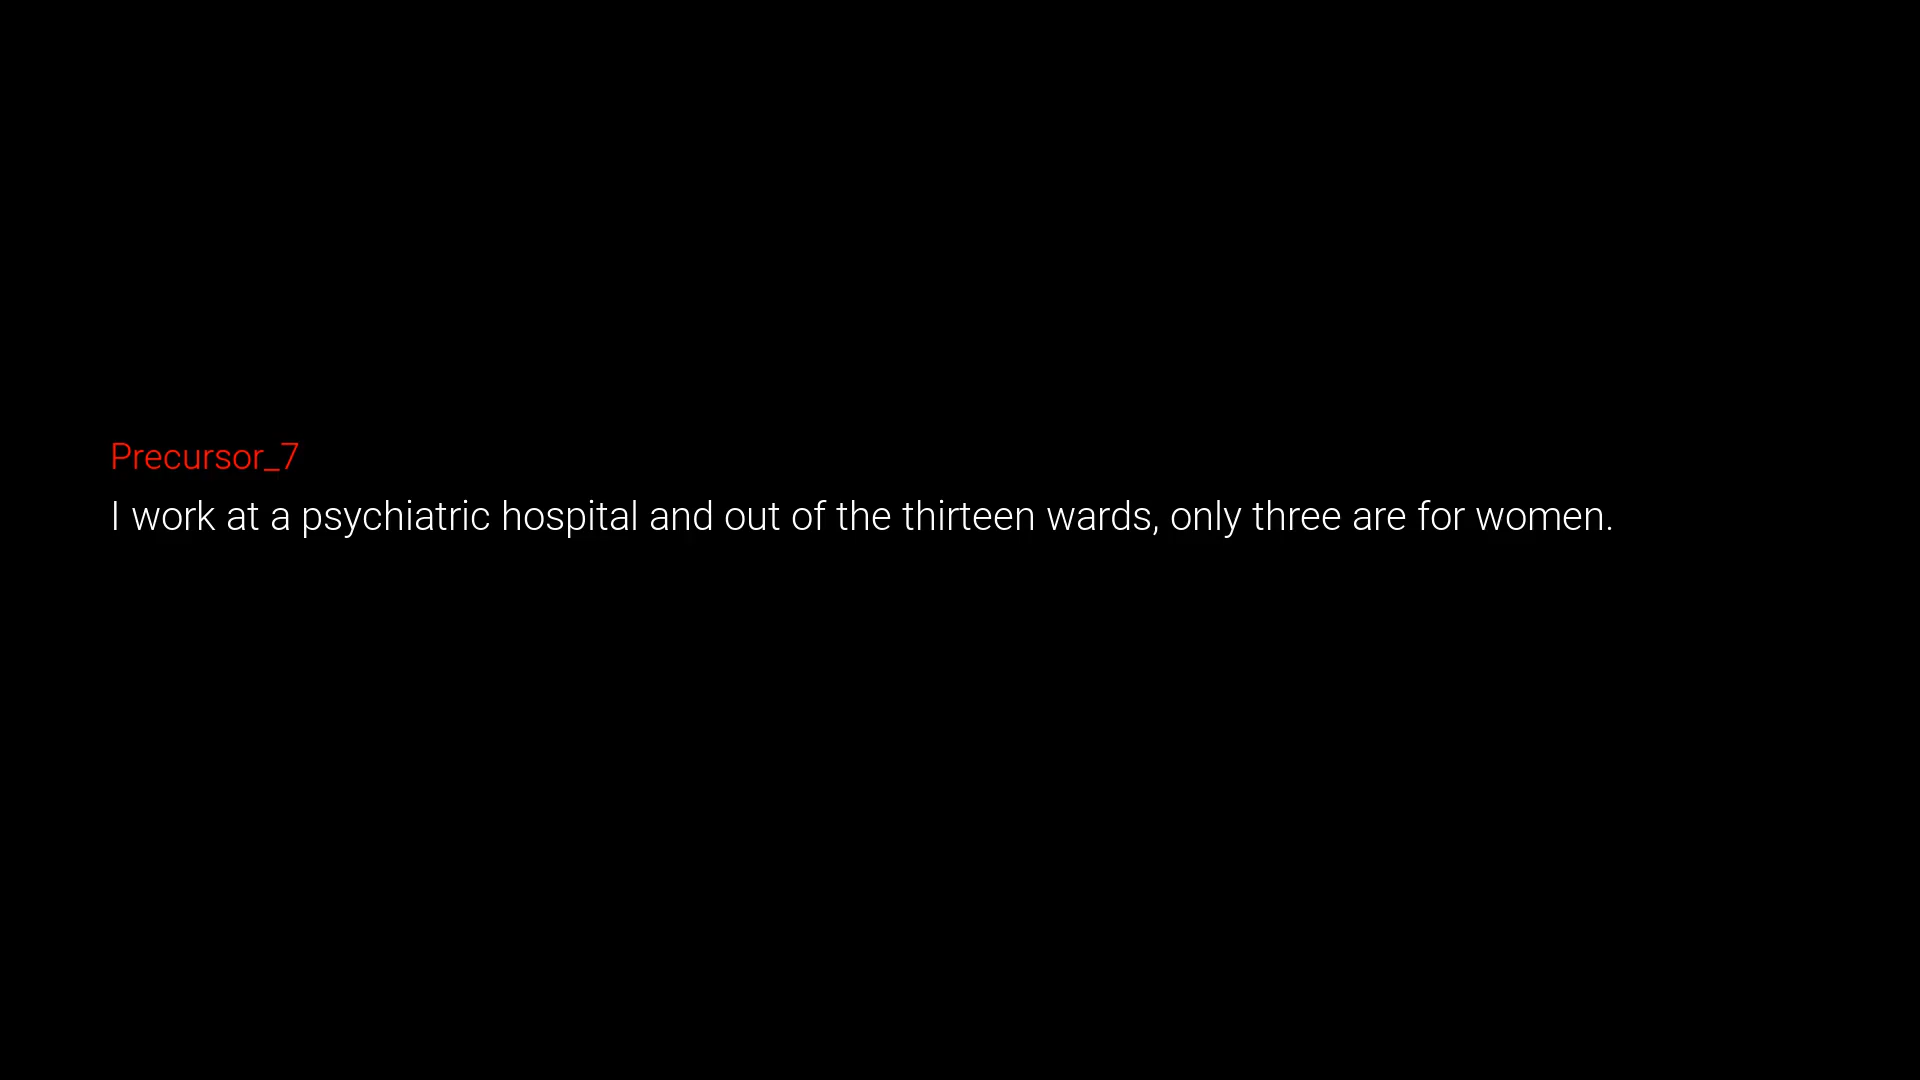 Precursor_7
I work at a psychiatric hospital and out of the thirteen wards, only three are for women.